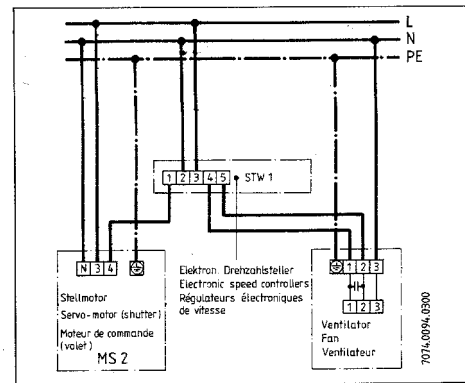 L
N
PE
1 2 3 4 5
STW 1
N 3 4
1 2 3
1 2 3
Stellmotor
Servo-motor (shutter)
Moteur de commande
(volet)
MS 2
Elektron. Drehzahlsteller
Electronic speed controllers
Régulateurs électroniques
de vitesse
Ventilator
Fan
Ventilateur
7074.0094.0300